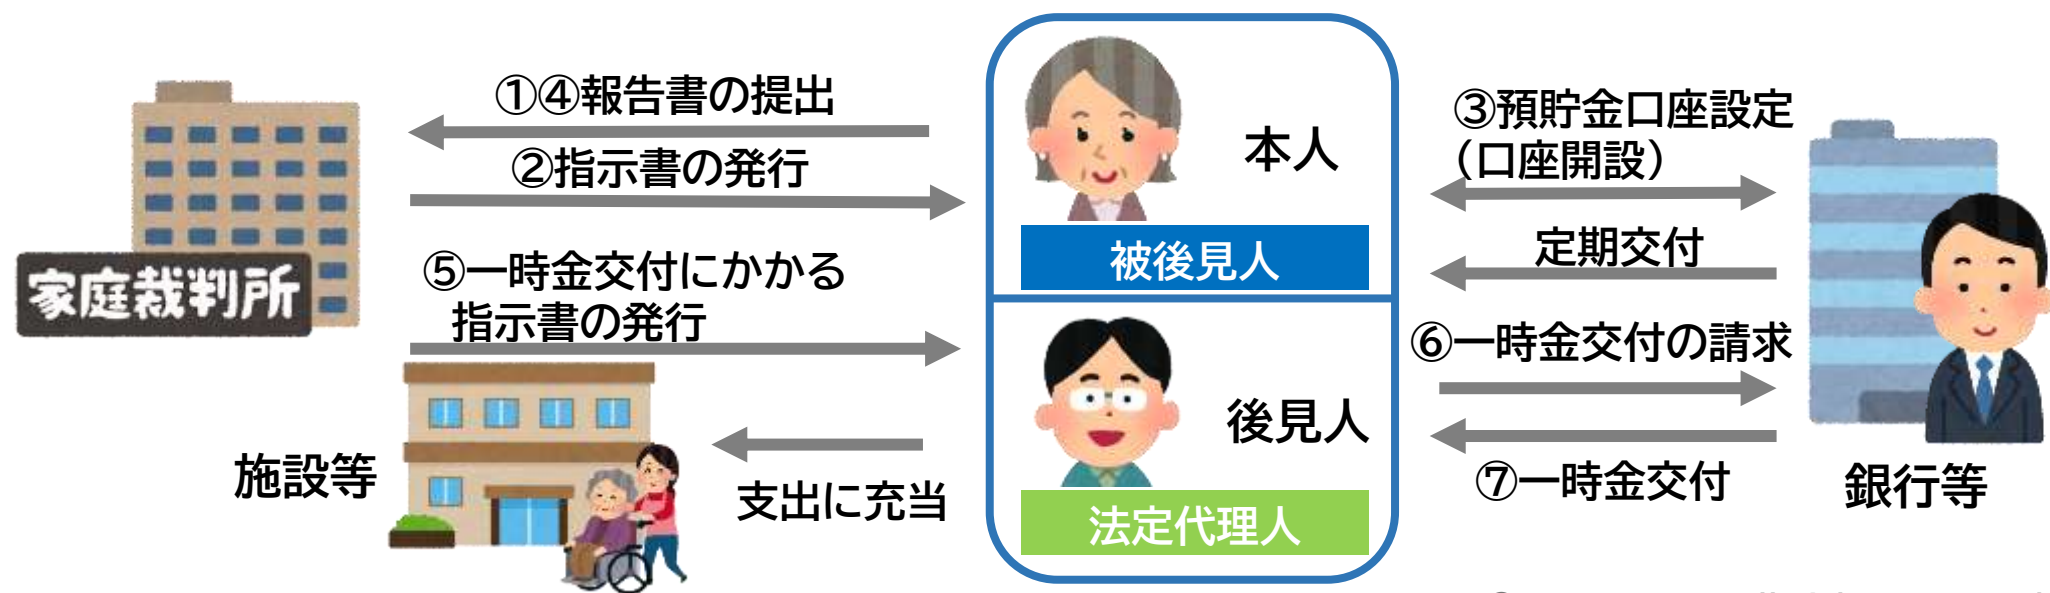 ①④報告書の提出
②指示書の発行
家庭裁判所
⑤一時金交付にかかる
指示書の発行
施設等
支出に充当
本人
被後見人
後見人
法定代理人
③預貯金口座設定
（口座開設）
定期交付
⑥一時金交付の請求
⑦一時金交付
銀行等